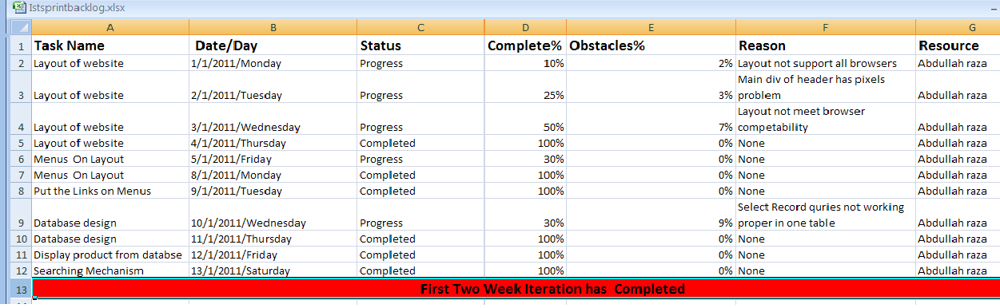 Istsprintbacklog.xlsx
A B C D E F G
1 Task Name Date/Day Status Complete% Obstacles% Reason Resource
2 Layout of website 1/1/2011/Monday Progress 10% 2% Layout not support all browsers Abdullah raza
Main div of header has pixels
3 Layout of website 2/1/2011/Tuesday Progress 25% 3% problem Abdullah raza
Layout not meet browser
4 Layout of website 3/1/2011/Wednesday Progress 50% 7% competability Abdullah raza
5 Layout of website 4/1/2011/Thursday Completed 100% 0% None Abdullah raza
6 Menus On Layout 5/1/2011/Friday Progress 30% 0% None Abdullah raza
7 Menus On Layout 8/1/2011/Monday Completed 100% 0% None Abdullah raza
8 Put the Links on Menus 9/1/2011/Tuesday Completed 100% 0% None Abdullah raza
Select Record quries not working
9 Database design 10/1/2011/Wednesday Progress 30% 9% proper in one table Abdullah raza
10 Database design 11/1/2011/Thursday Completed 100% 0% None Abdullah raza
11 Display product from databse 12/1/2011/Friday Completed 100% 0% None Abdullah raza
12 Searching Mechanism 13/1/2011/Saturday Completed 100% 0% None Abdullah raza
13 First Two Week Iteration has Completed